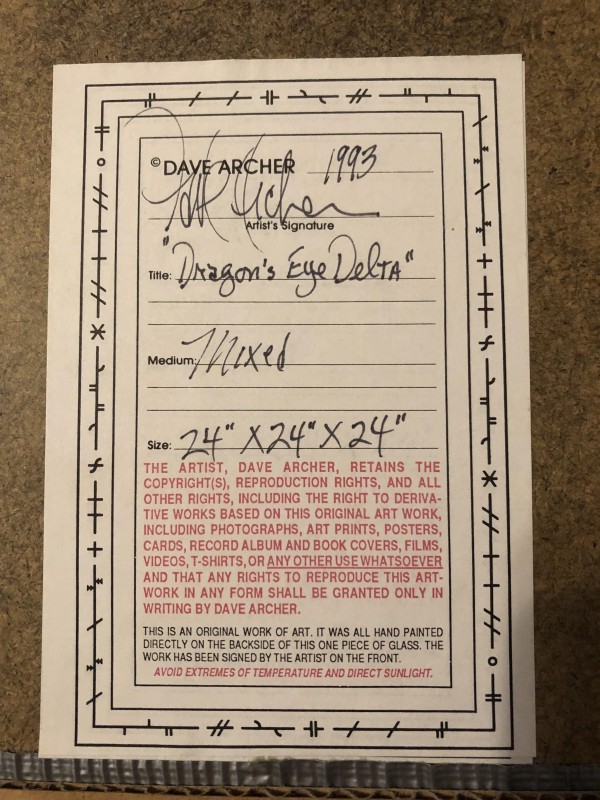 © DAVE ARCHER 1993
Dave Archer
Artist's Signature
Title: "Dragon's Eye Delta"
Medium: Mixed
Size: 24" X 24" X 24"
THE ARTIST, DAVE ARCHER, RETAINS THE
COPYRIGHT(S), REPRODUCTION RIGHTS, AND ALL
OTHER RIGHTS, INCLUDING THE RIGHT TO DERIVA-
TIVE WORKS BASED ON THIS ORIGINAL ART WORK,
INCLUDING PHOTOGRAPHS, ART PRINTS, POSTERS,
CARDS, RECORD ALBUM AND BOOK COVERS, FILMS,
VIDEOS, T-SHIRTS, OR ANY OTHER USE WHATSOEVER
AND THAT ANY RIGHTS TO REPRODUCE THIS ART-
WORK IN ANY FORM SHALL BE GRANTED ONLY IN
WRITING BY DAVE ARCHER.
THIS IS AN ORIGINAL WORK OF ART. IT WAS ALL HAND PAINTED
DIRECTLY ON THE BACKSIDE OF THIS ONE PIECE OF GLASS. THE
WORK HAS BEEN SIGNED BY THE ARTIST ON THE FRONT.
AVOID EXTREMES OF TEMPERATURE AND DIRECT SUNLIGHT.